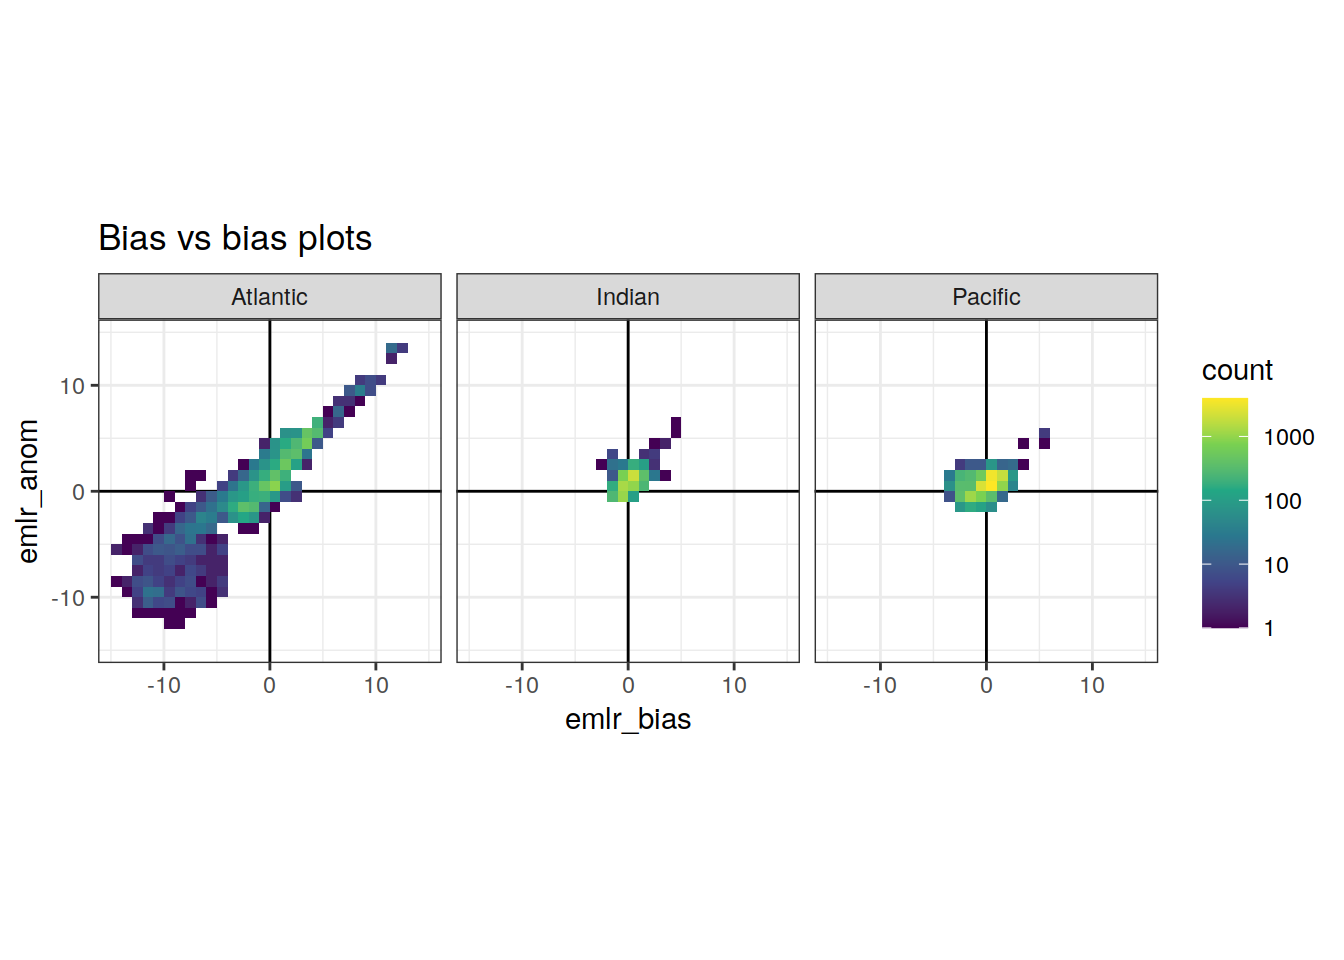 Bias vs bias plots
Atlantic Indian Pacific
10
0
-10
emlr_anom
-10 0 10 -10 0 10 -10 0 10
emlr_bias
count
1000
100
10
1